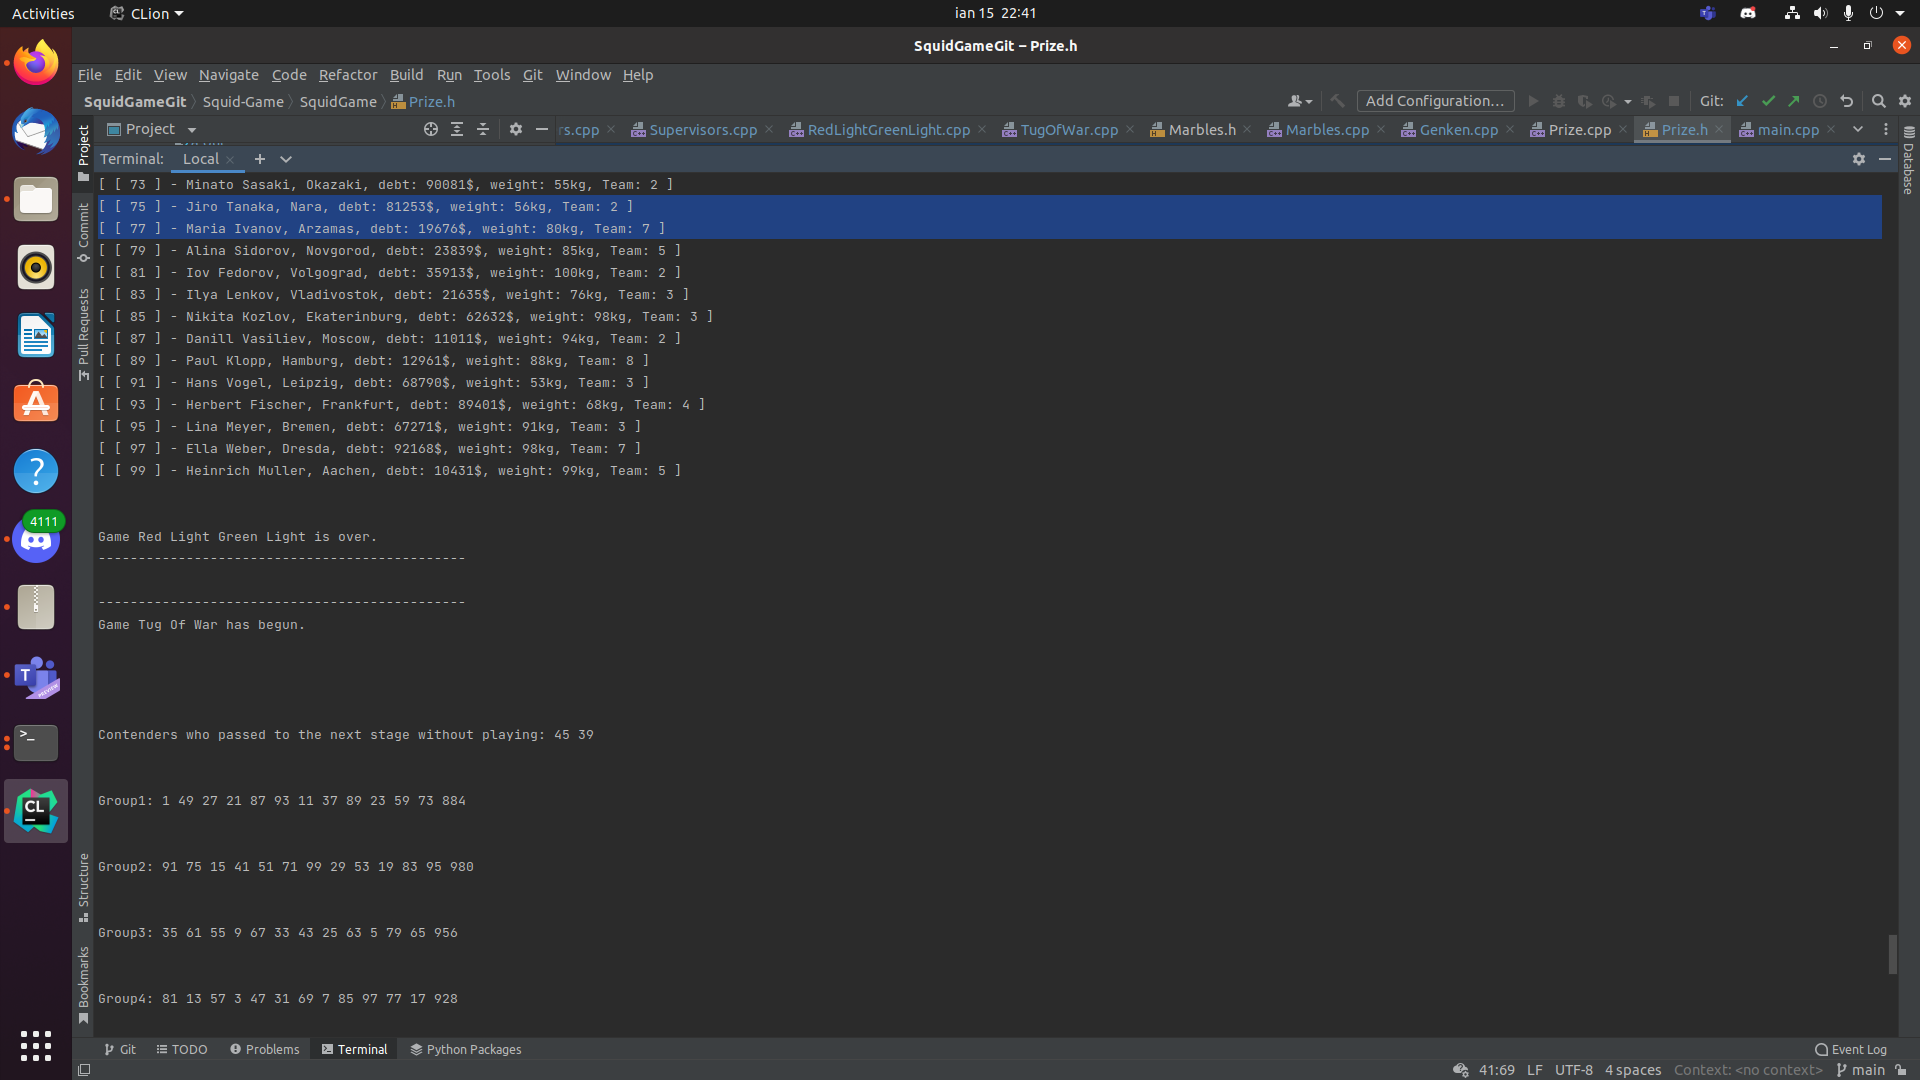 Activities
CLion
ian 15 22:41
SquidGameGit – Prize.h
File Edit View Navigate Code Refactor Build Run Tools Git Window Help
SquidGameGit Squid-Game SquidGame Prize.h
Add Configuration...
Git:
Project
rs.cpp Supervisors.cpp RedLightGreenLight.cpp TugOfWar.cpp Marbles.h Marbles.cpp Genken.cpp Prize.cpp Prize.h main.cpp
Terminal: Local
[ [ 73 ] - Minato Sasaki, Okazaki, debt: 90081$, weight: 55kg, Team: 2 ]
[ [ 75 ] - Jiro Tanaka, Nara, debt: 81253$, weight: 56kg, Team: 2 ]
[ [ 77 ] - Maria Ivanov, Arzamas, debt: 19676$, weight: 80kg, Team: 7 ]
[ [ 79 ] - Alina Sidorov, Novgorod, debt: 23839$, weight: 85kg, Team: 5 ]
[ [ 81 ] - Iov Fedorov, Volgograd, debt: 35913$, weight: 100kg, Team: 2 ]
[ [ 83 ] - Ilya Lenkov, Vladivostok, debt: 21635$, weight: 76kg, Team: 3 ]
[ [ 85 ] - Nikita Kozlov, Ekaterinburg, debt: 62632$, weight: 98kg, Team: 3 ]
[ [ 87 ] - Danill Vasiliev, Moscow, debt: 11011$, weight: 94kg, Team: 2 ]
[ [ 89 ] - Paul Klopp, Hamburg, debt: 12961$, weight: 88kg, Team: 8 ]
[ [ 91 ] - Hans Vogel, Leipzig, debt: 68790$, weight: 53kg, Team: 3 ]
[ [ 93 ] - Herbert Fischer, Frankfurt, debt: 89401$, weight: 68kg, Team: 4 ]
[ [ 95 ] - Lina Meyer, Bremen, debt: 67271$, weight: 91kg, Team: 3 ]
[ [ 97 ] - Ella Weber, Dresda, debt: 92168$, weight: 98kg, Team: 7 ]
[ [ 99 ] - Heinrich Muller, Aachen, debt: 10431$, weight: 99kg, Team: 5 ]
Game Red Light Green Light is over.
----------------------------------------------
----------------------------------------------
Game Tug Of War has begun.
Contenders who passed to the next stage without playing: 45 39
Group1: 1 49 27 21 87 93 11 37 89 23 59 73 884
Group2: 91 75 15 41 51 71 99 29 53 19 83 95 980
Group3: 35 61 55 9 67 33 43 25 63 5 79 65 956
Group4: 81 13 57 3 47 31 69 7 85 97 77 17 928
Project
Commit
Pull Requests
Structure
Bookmarks
Database
4111
T
PREVIEW
>_
CL
Git TODO Problems Terminal Python Packages
Event Log
41:69 LF UTF-8 4 spaces Context: <no context> main